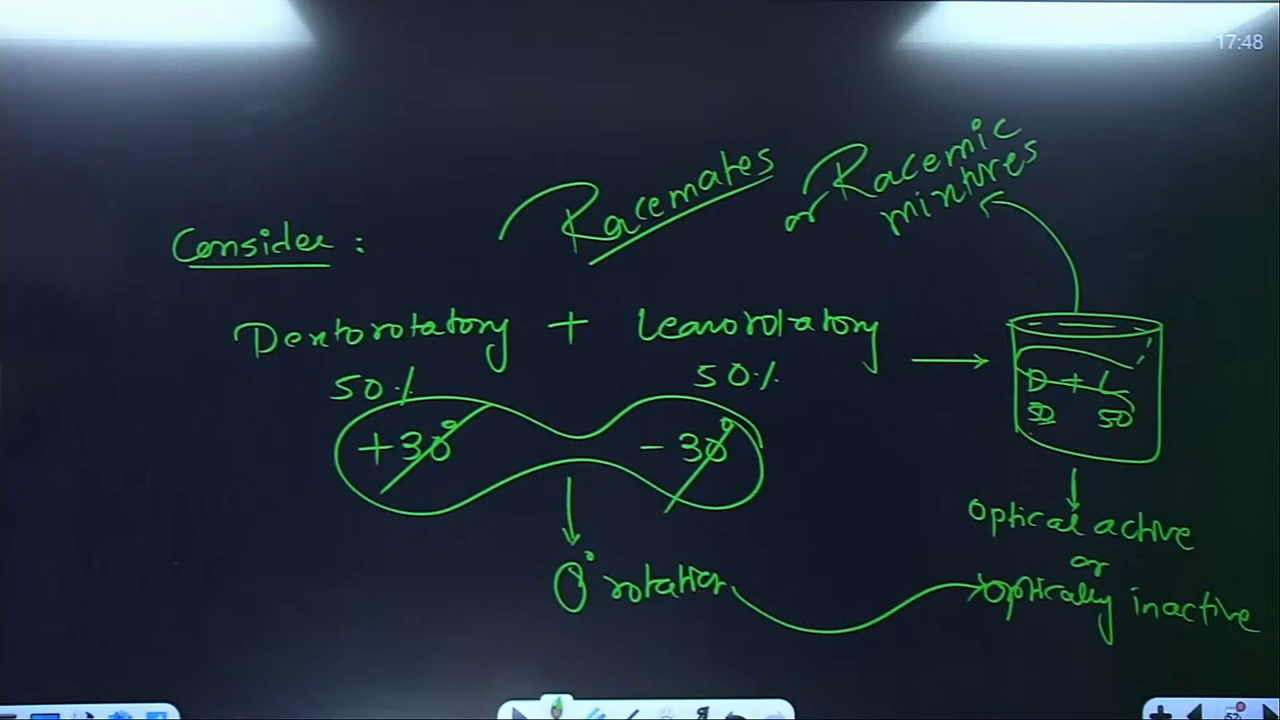 17:48
Racemates or Racemic
mixtures
Consider :
Dextorotatory + Leavorotatory →
50% 50%
D + L
50 50
+30° -30°
Optical active
or
0° rotation Optically inactive
52